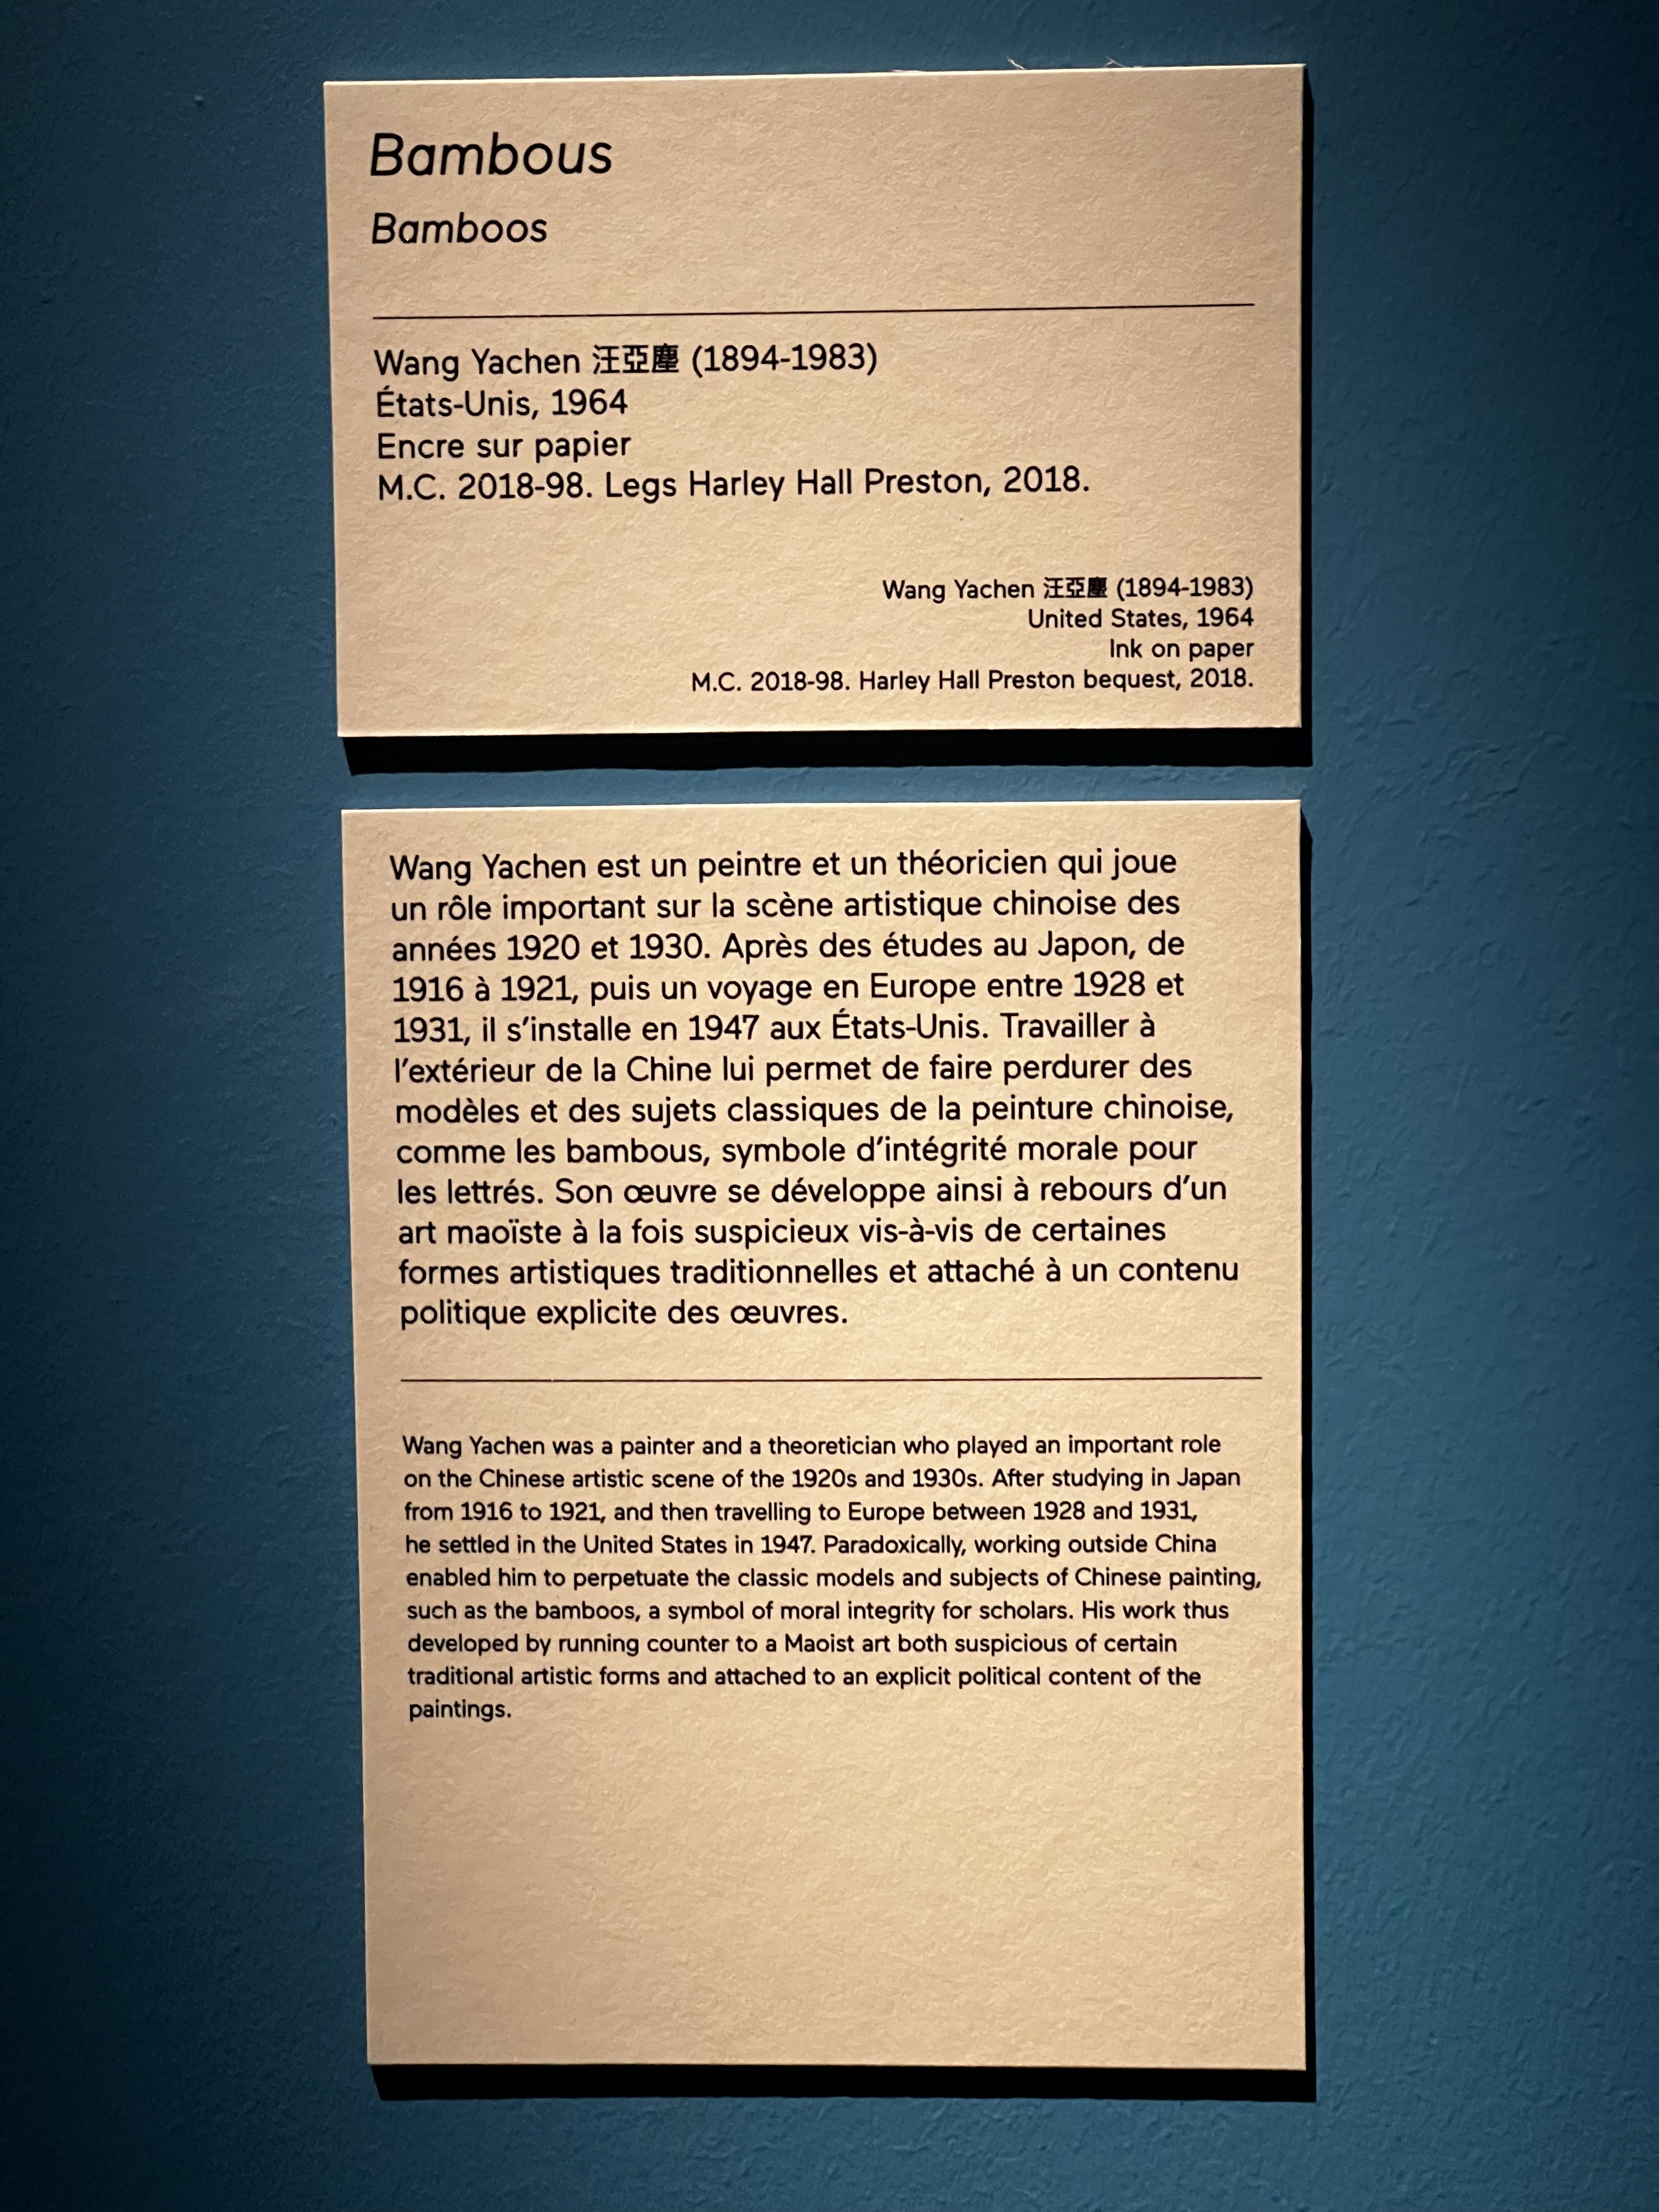 Bambous
Bamboos
Wang Yachen 汪亞塵 (1894-1983)
États-Unis, 1964
Encre sur papier
M.C. 2018-98. Legs Harley Hall Preston, 2018.
Wang Yachen 汪亞塵 (1894-1983)
United States, 1964
Ink on paper
M.C. 2018-98. Harley Hall Preston bequest, 2018.
Wang Yachen est un peintre et un théoricien qui joue
un rôle important sur la scène artistique chinoise des
années 1920 et 1930. Après des études au Japon, de
1916 à 1921, puis un voyage en Europe entre 1928 et
1931, il s’installe en 1947 aux États-Unis. Travailler à
l’extérieur de la Chine lui permet de faire perdurer des
modèles et des sujets classiques de la peinture chinoise,
comme les bambous, symbole d’intégrité morale pour
les lettrés. Son œuvre se développe ainsi à rebours d’un
art maoïste à la fois suspicieux vis-à-vis de certaines
formes artistiques traditionnelles et attaché à un contenu
politique explicite des œuvres.
Wang Yachen was a painter and a theoretician who played an important role
on the Chinese artistic scene of the 1920s and 1930s. After studying in Japan
from 1916 to 1921, and then travelling to Europe between 1928 and 1931,
he settled in the United States in 1947. Paradoxically, working outside China
enabled him to perpetuate the classic models and subjects of Chinese painting,
such as the bamboos, a symbol of moral integrity for scholars. His work thus
developed by running counter to a Maoist art both suspicious of certain
traditional artistic forms and attached to an explicit political content of the
paintings.